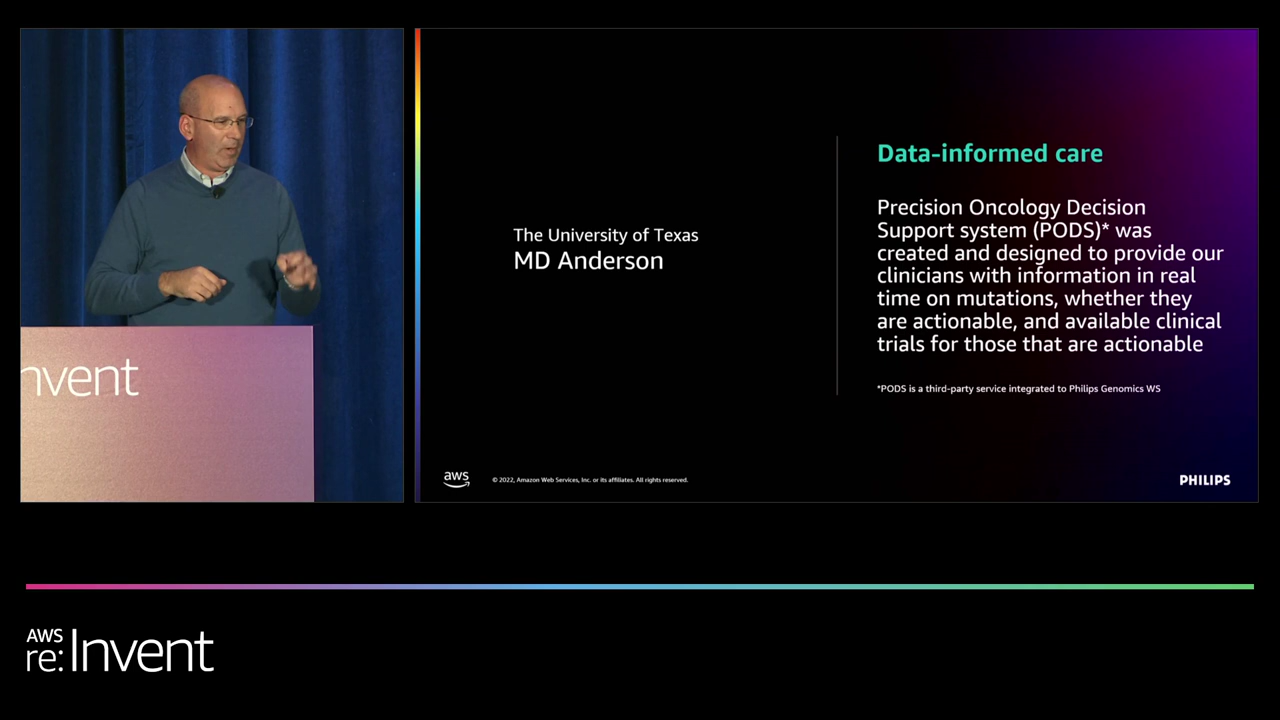 nvent
The University of Texas
MD Anderson
Data-informed care
Precision Oncology Decision
Support system (PODS)* was
created and designed to provide our
clinicians with information in real
time on mutations, whether they
are actionable, and available clinical
trials for those that are actionable
*PODS is a third-party service integrated to Philips Genomics WS
aws
© 2022, Amazon Web Services, Inc. or its affiliates. All rights reserved.
PHILIPS
AWS
re:Invent